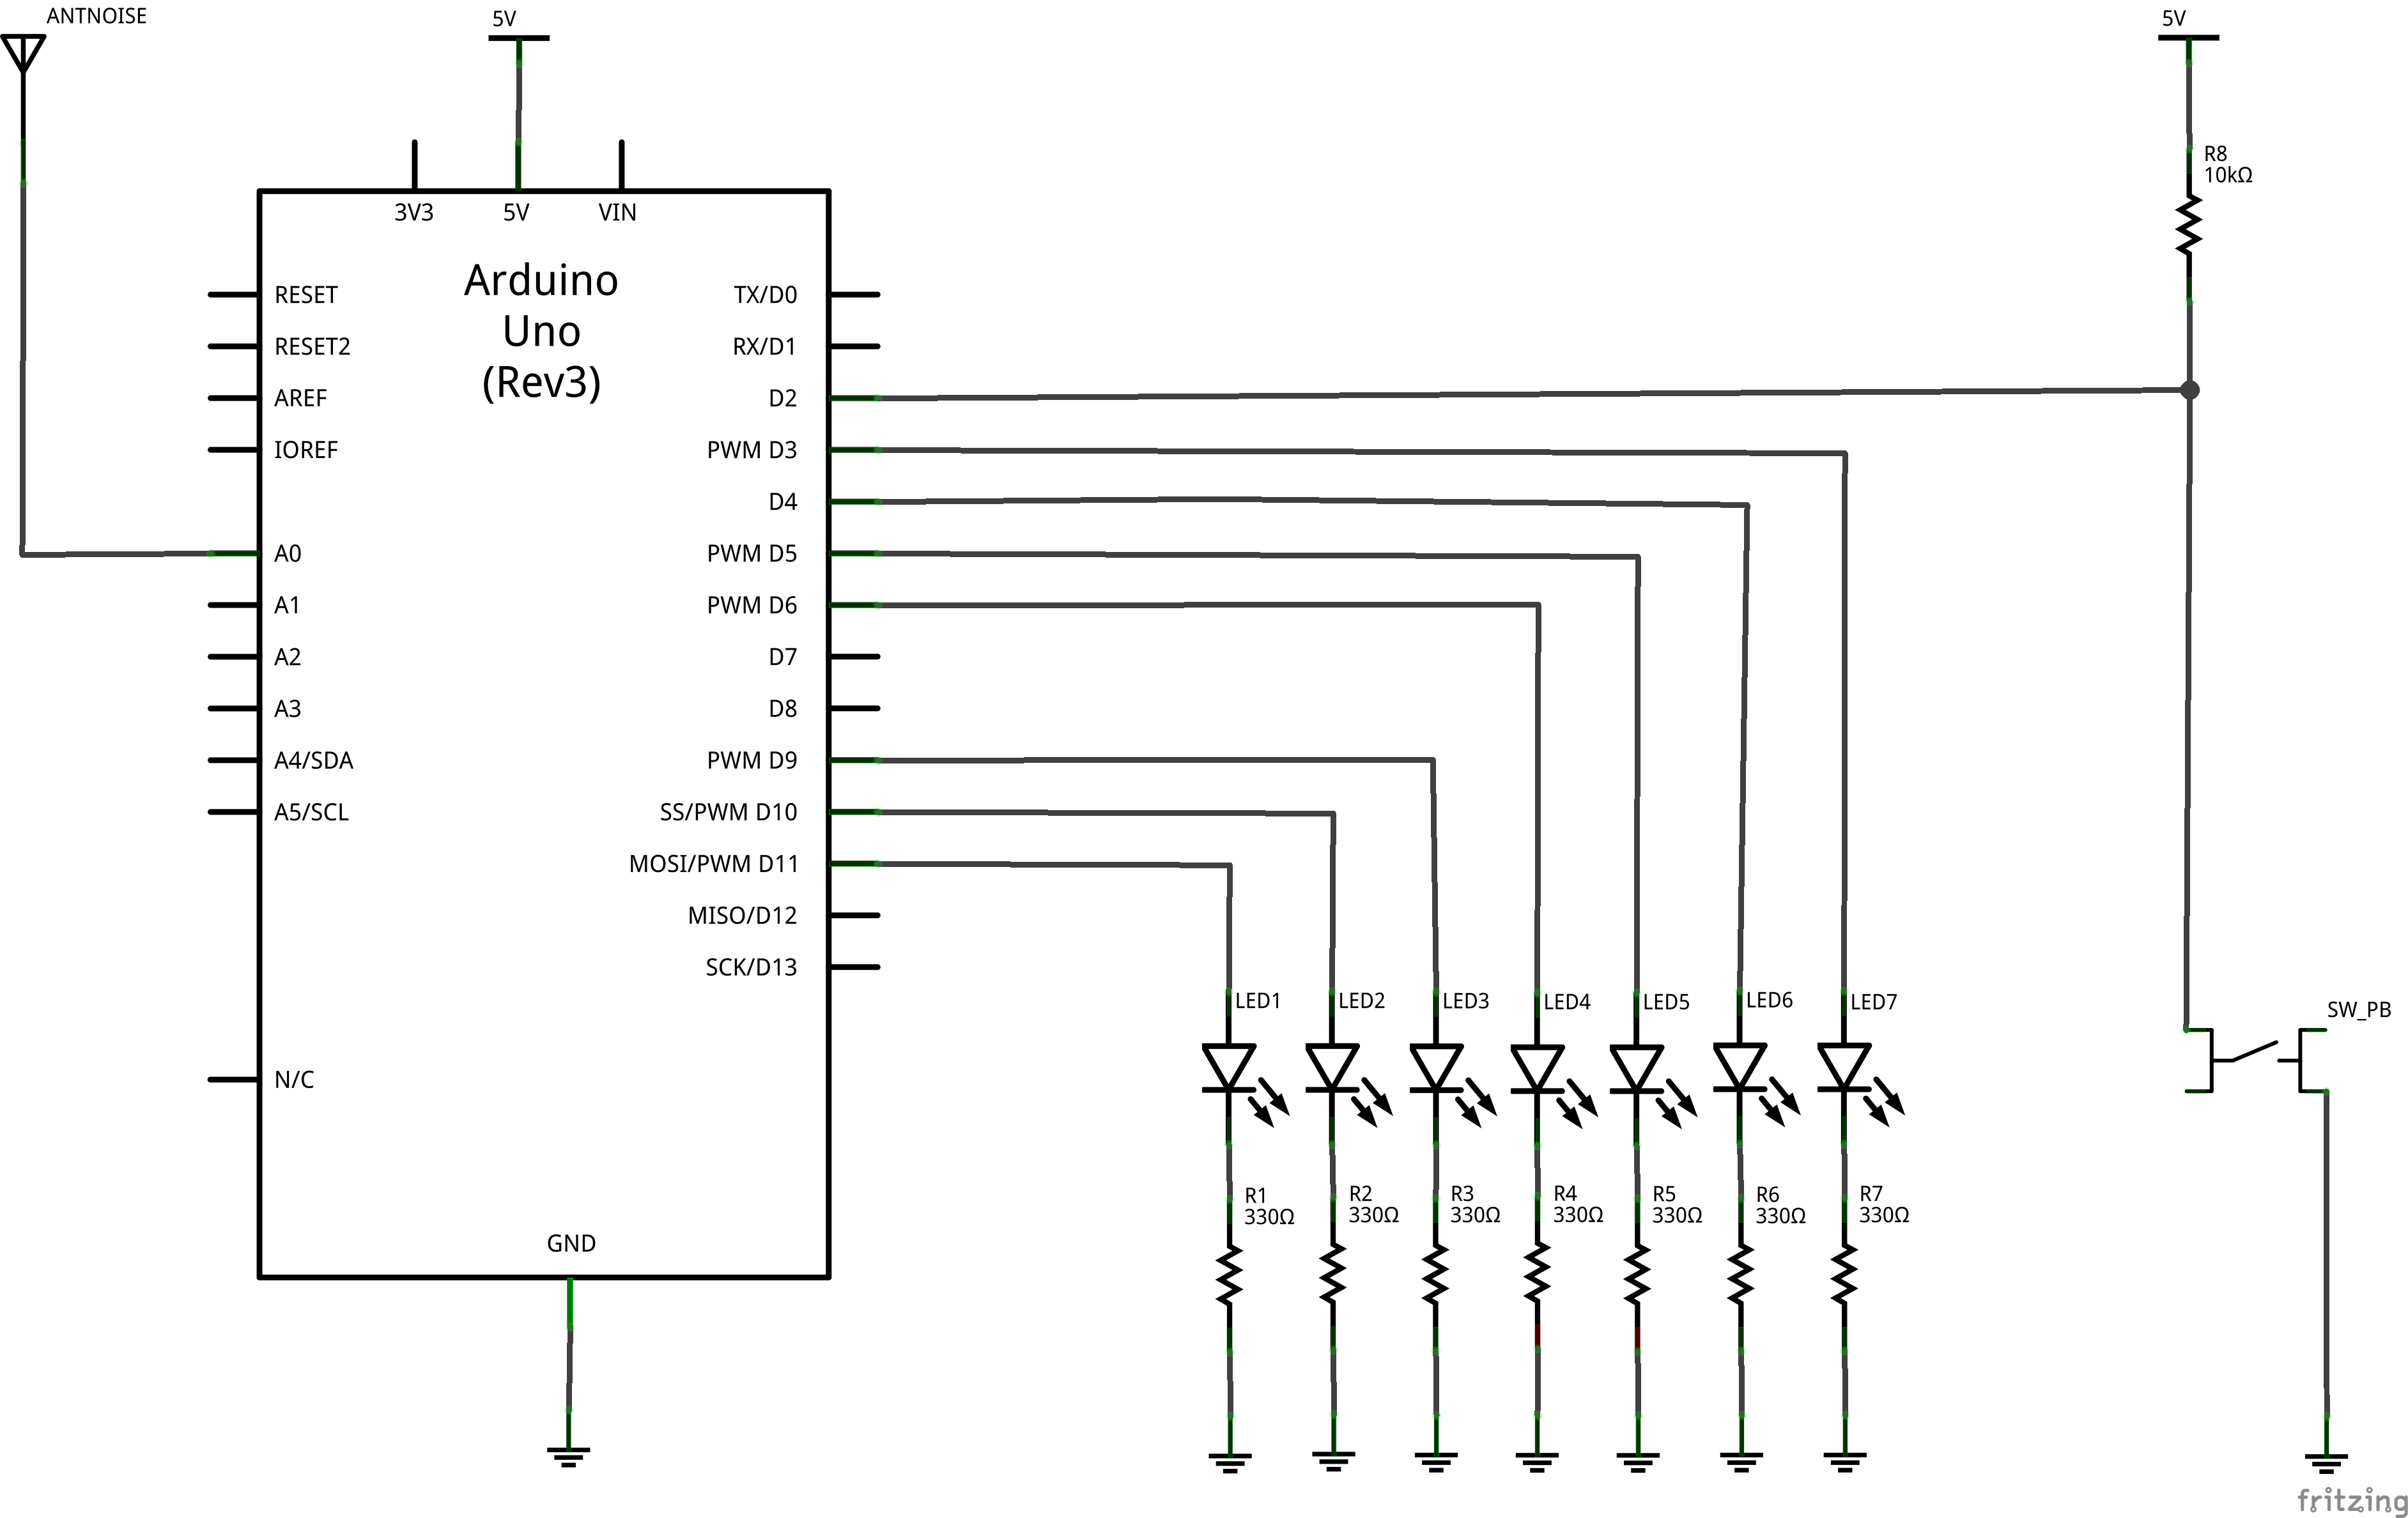 ANTNOISE
5V
5V
R8
10kΩ
3V3
5V
VIN
Arduino
Uno
(Rev3)
RESET
RESET2
AREF
IOREF
A0
A1
A2
A3
A4/SDA
A5/SCL
N/C
TX/D0
RX/D1
D2
PWM D3
D4
PWM D5
PWM D6
D7
D8
PWM D9
SS/PWM D10
MOSI/PWM D11
MISO/D12
SCK/D13
GND
LED1
LED2
LED3
LED4
LED5
LED6
LED7
SW_PB
R1
330Ω
R2
330Ω
R3
330Ω
R4
330Ω
R5
330Ω
R6
330Ω
R7
330Ω
fritzing